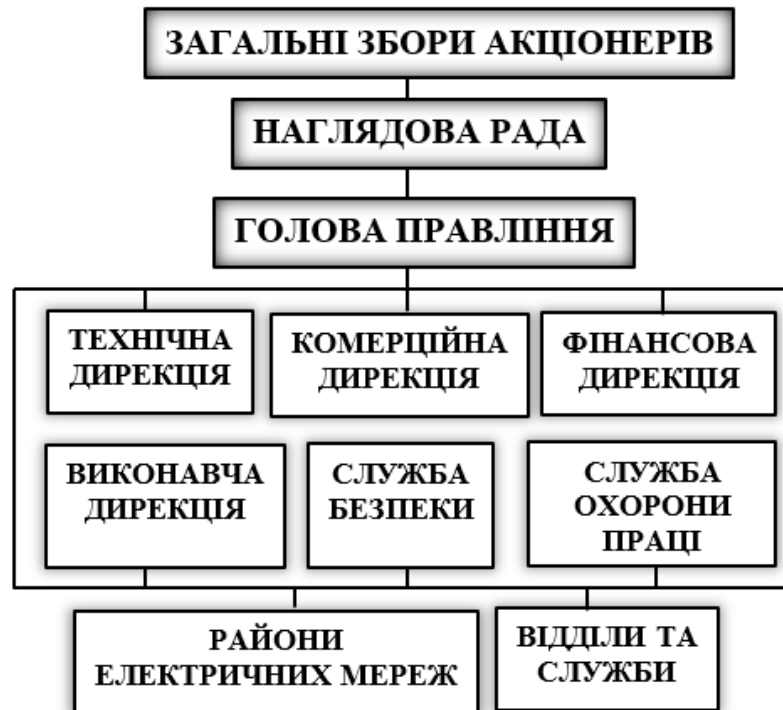 ЗАГАЛЬНІ ЗБОРИ АКЦІОНЕРІВ
НАГЛЯДОВА РАДА
ГОЛОВА ПРАВЛІННЯ
ТЕХНІЧНА
ДИРЕКЦІЯ
КОМЕРЦІЙНА
ДИРЕКЦІЯ
ФІНАНСОВА
ДИРЕКЦІЯ
ВИКОНАВЧА
ДИРЕКЦІЯ
СЛУЖБА
БЕЗПЕКИ
СЛУЖБА
ОХОРОНИ
ПРАЦІ
РАЙОНИ
ЕЛЕКТРИЧНИХ МЕРЕЖ
ВІДДІЛИ ТА
СЛУЖБИ